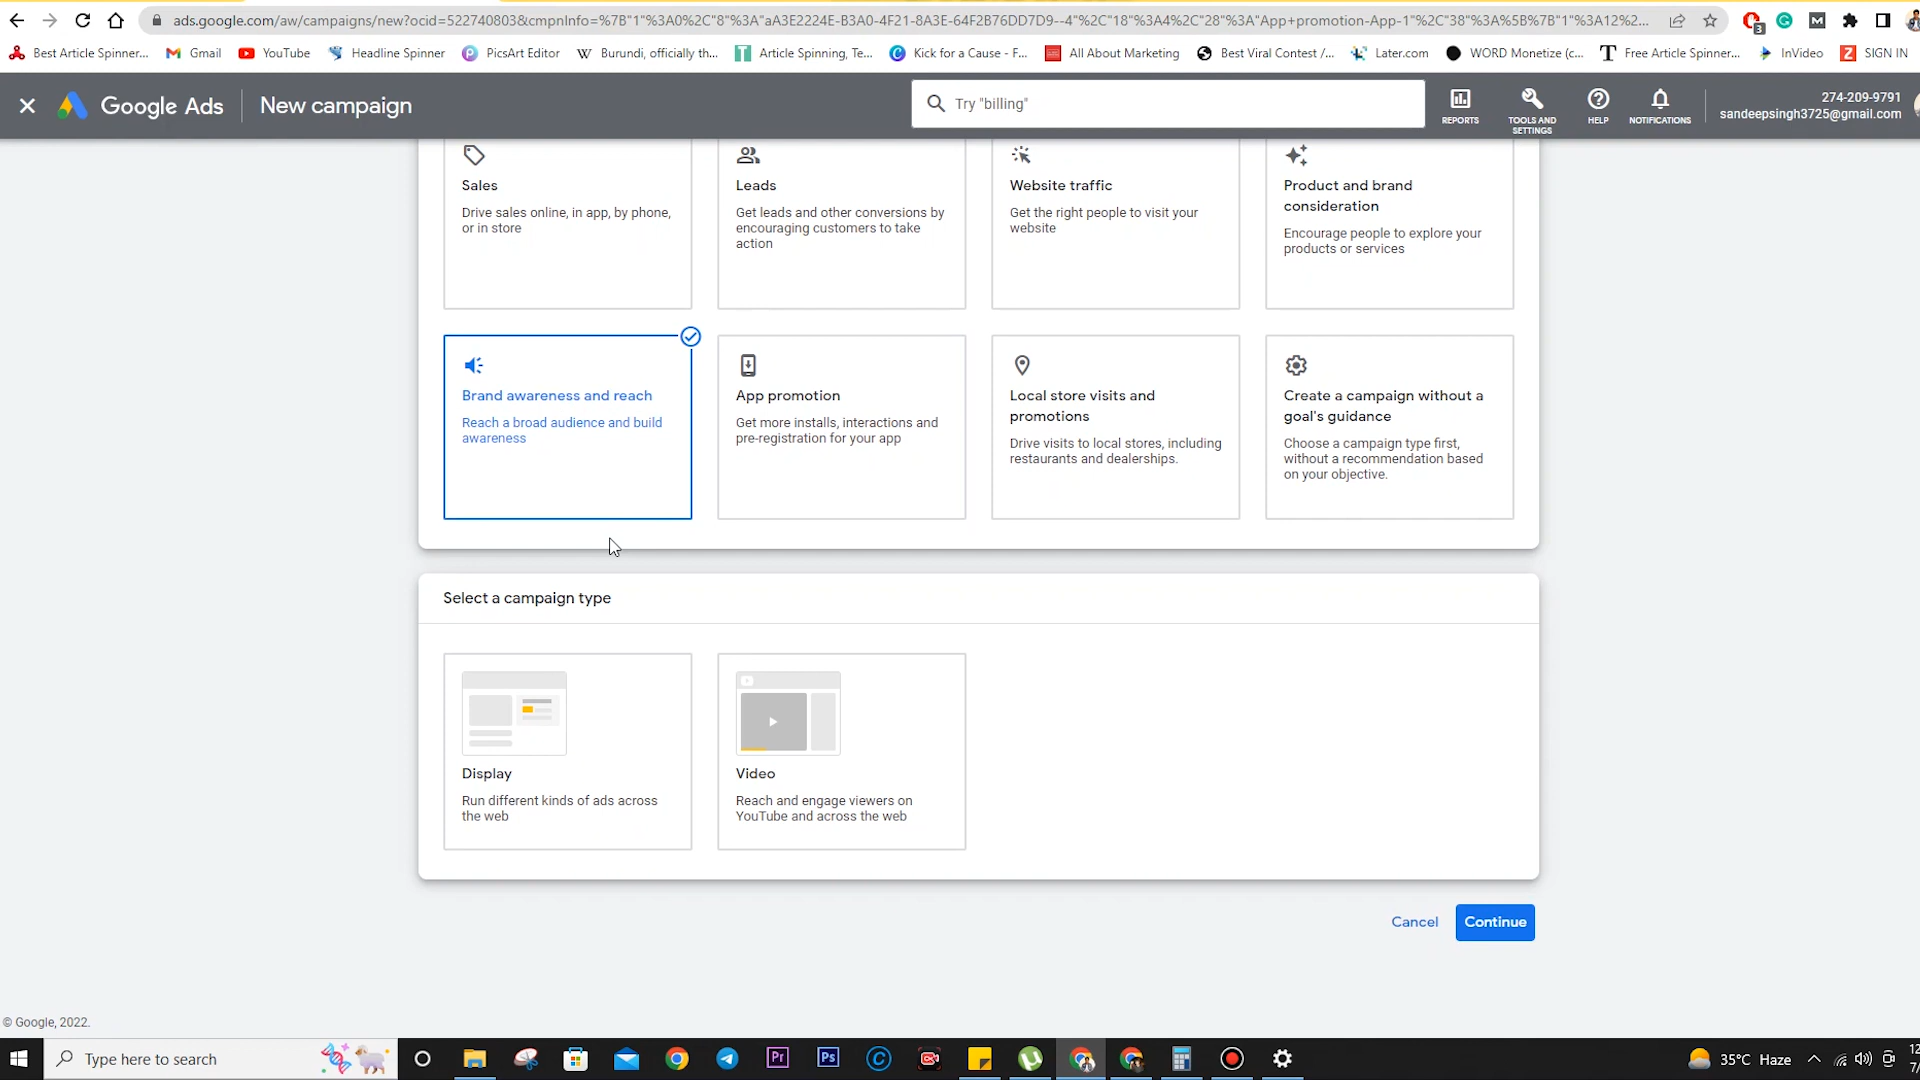 ads.google.com/aw/campaigns/new?ocid=522740803&cmpnInfo=%7B"1"%3A0%2C"8"%3A"aA3E2224E-B3A0-4F21-8A3E-64F2B76DD7D9--4"%2C"18"%3A4%2C"28"%3A"App+promotion-App-1"%2C"38"%3A%5B%7B"1"%3A12%2...
3
Best Article Spinner... Gmail YouTube Headline Spinner PicsArt Editor Burundi, officially th... Article Spinning, Te... Kick for a Cause - F... All About Marketing Best Viral Contest /... Later.com WORD Monetize (c... Free Article Spinner... InVideo SIGN IN
Google Ads New campaign
Try "billing"
REPORTS
TOOLS AND
SETTINGS
HELP
NOTIFICATIONS
274-209-9791
sandeepsingh3725@gmail.com
Sales
Drive sales online, in app, by phone,
or in store
Leads
Get leads and other conversions by
encouraging customers to take
action
Website traffic
Get the right people to visit your
website
Product and brand
consideration
Encourage people to explore your
products or services
Brand awareness and reach
Reach a broad audience and build
awareness
App promotion
Get more installs, interactions and
pre-registration for your app
Local store visits and
promotions
Drive visits to local stores, including
restaurants and dealerships.
Create a campaign without a
goal's guidance
Choose a campaign type first,
without a recommendation based
on your objective.
Select a campaign type
Display
Run different kinds of ads across
the web
Video
Reach and engage viewers on
YouTube and across the web
Cancel Continue
© Google, 2022.
Type here to search
Pr
Ps
35°C Haze